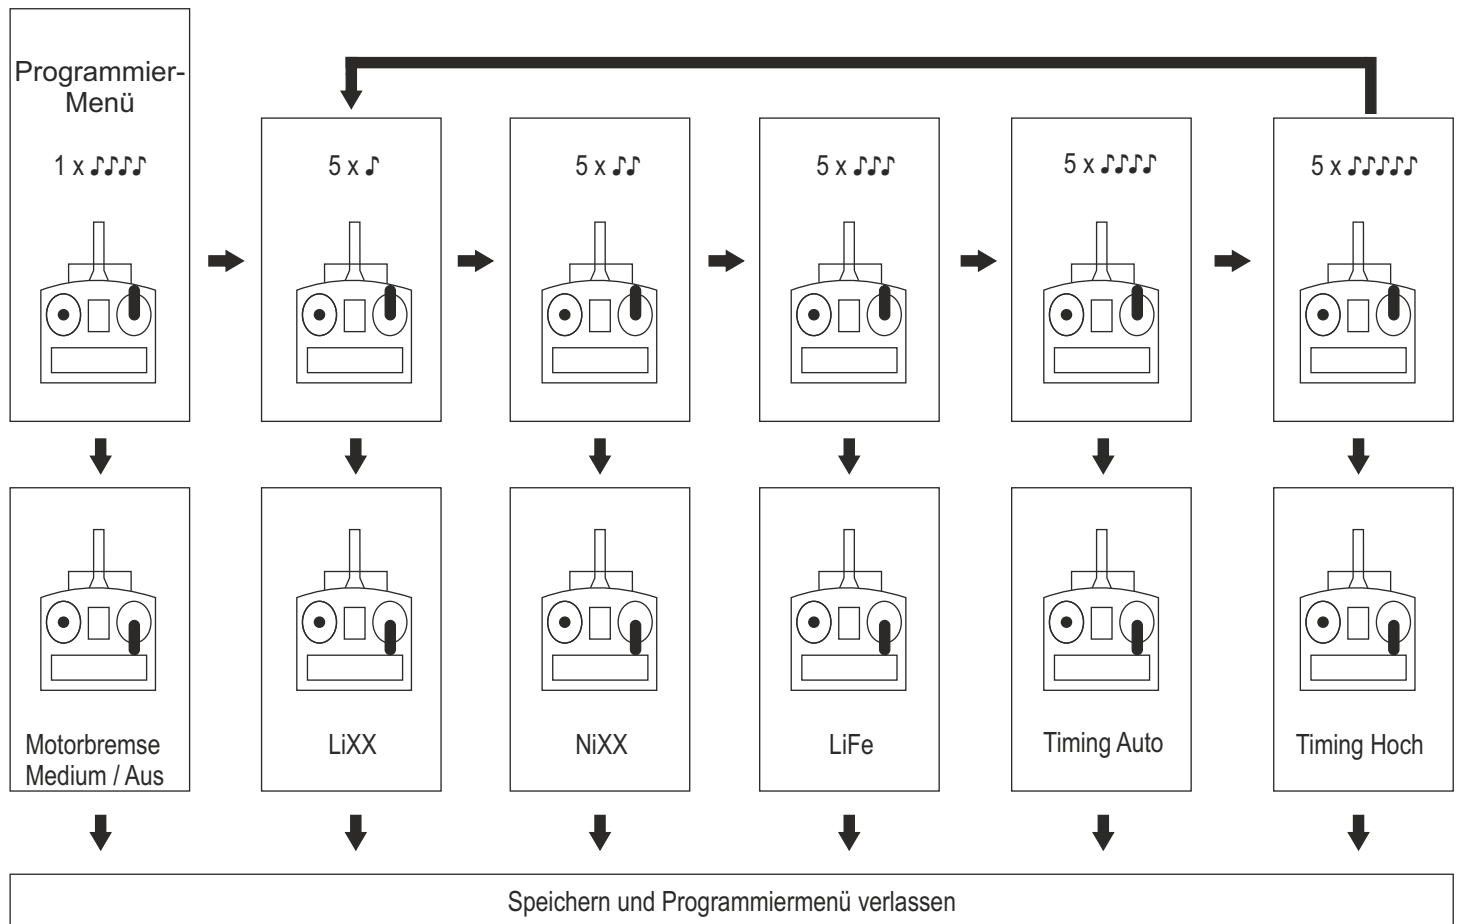 Programmier-
Menü
1 x ♪♪♪♪
5 x ♪
5 x ♪♪
5 x ♪♪♪
5 x ♪♪♪♪
5 x ♪♪♪♪♪
Motorbremse
Medium / Aus
LiXX
NiXX
LiFe
Timing Auto
Timing Hoch
Speichern und Programmiermenü verlassen